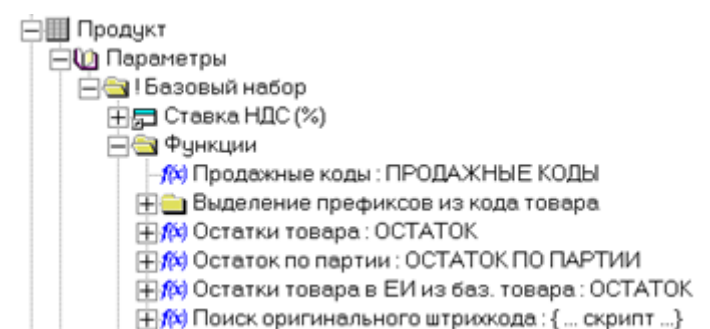 Продукт
Параметры
! Базовый набор
Ставка НДС (%)
Функции
f(x) Продажные коды : ПРОДАЖНЫЕ КОДЫ
Выделение префиксов из кода товара
f(x) Остатки товара : ОСТАТОК
f(x) Остаток по партии : ОСТАТОК ПО ПАРТИИ
f(x) Остатки товара в ЕИ из баз. товара : ОСТАТОК
f(x) Поиск оригинального штрихкода : { ... скрипт ...}